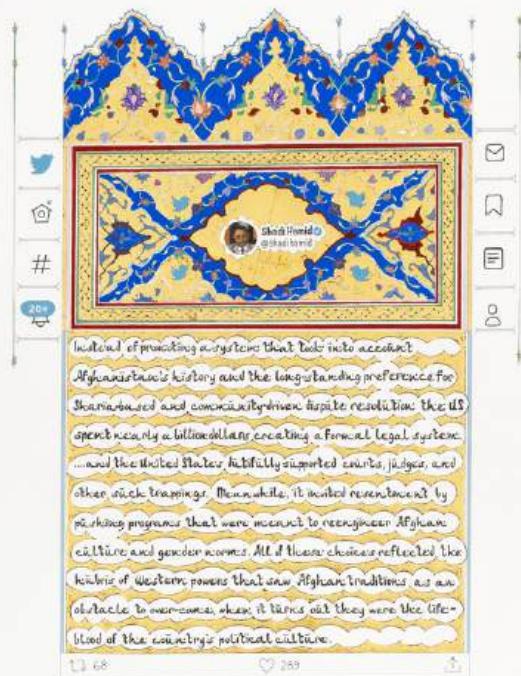 Shadi Hamid
@shadihamid
#
20+
Instead of promoting a system that took into account
Afghanistan's history and the long-standing preference for
Sharia-based and community-driven dispute resolution the US
spent nearly a billion dollars creating a formal legal system.
....and the United States dutifully supported courts, judges, and
other such trappings. Meanwhile, it invited resentment by
pushing programs that were meant to reengineer Afghan
culture and gender norms. All of these choices reflected the
hubris of Western powers that saw Afghan traditions as an
obstacle to over-come, when it turns out they were the life-
blood of the country's political culture.
68
289